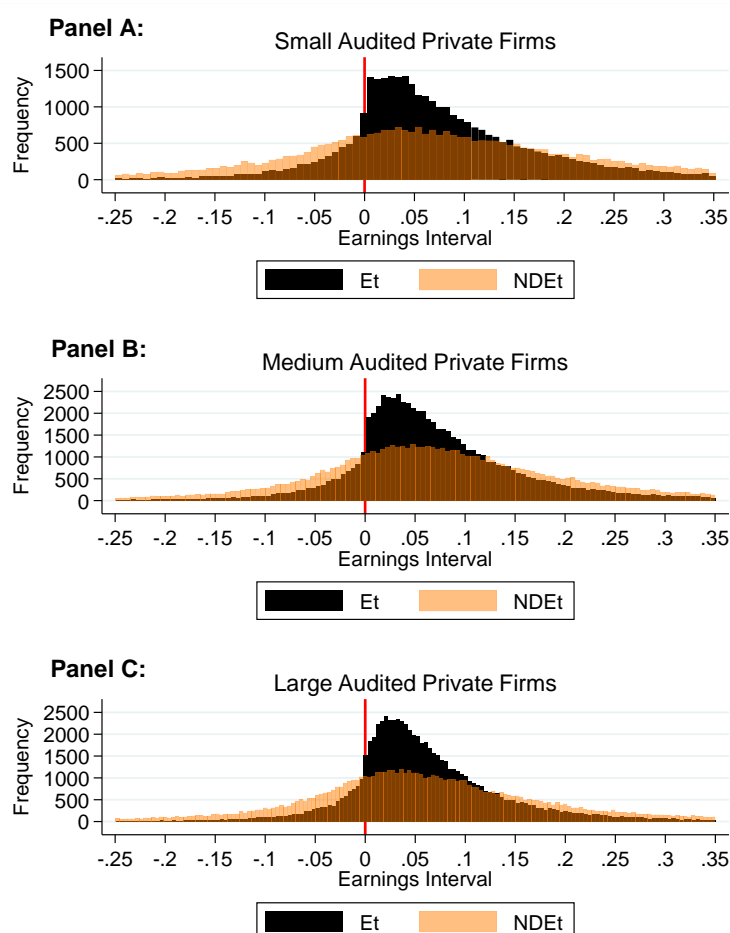 Panel A:
Small Audited Private Firms
Frequency
1500
1000
500
0
-.25 -.2 -.15 -.1 -.05 0 .05 .1 .15 .2 .25 .3 .35
Earnings Interval
Et NDEt
Panel B:
Medium Audited Private Firms
Frequency
2500
2000
1500
1000
500
0
-.25 -.2 -.15 -.1 -.05 0 .05 .1 .15 .2 .25 .3 .35
Earnings Interval
Et NDEt
Panel C:
Large Audited Private Firms
Frequency
2500
2000
1500
1000
500
0
-.25 -.2 -.15 -.1 -.05 0 .05 .1 .15 .2 .25 .3 .35
Earnings Interval
Et NDEt